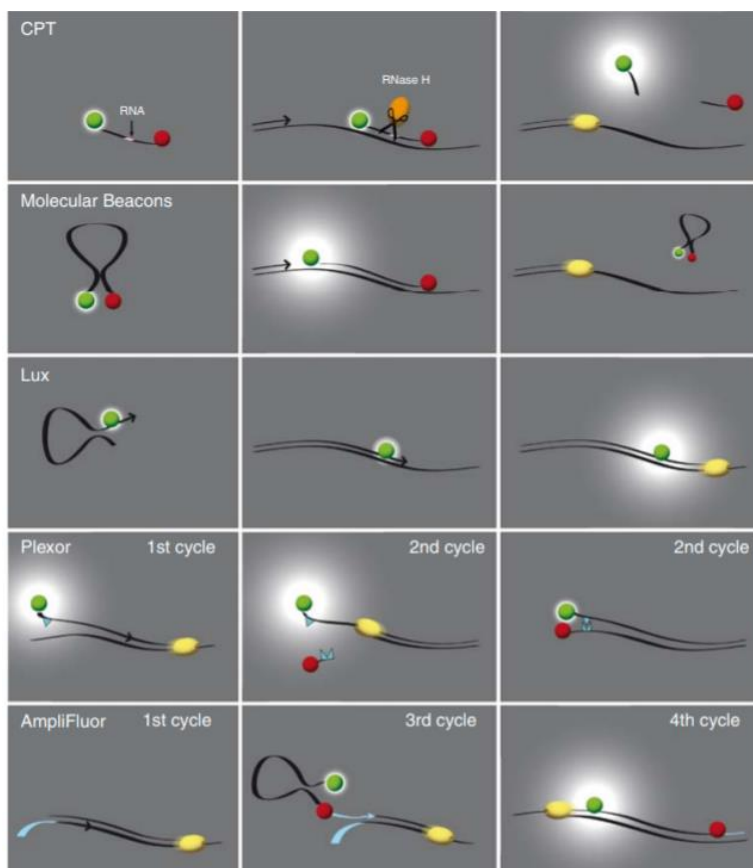 CPT
RNA
RNase H
Molecular Beacons
Lux
Plexor 1st cycle
2nd cycle
2nd cycle
AmpliFluor 1st cycle
3rd cycle
4th cycle